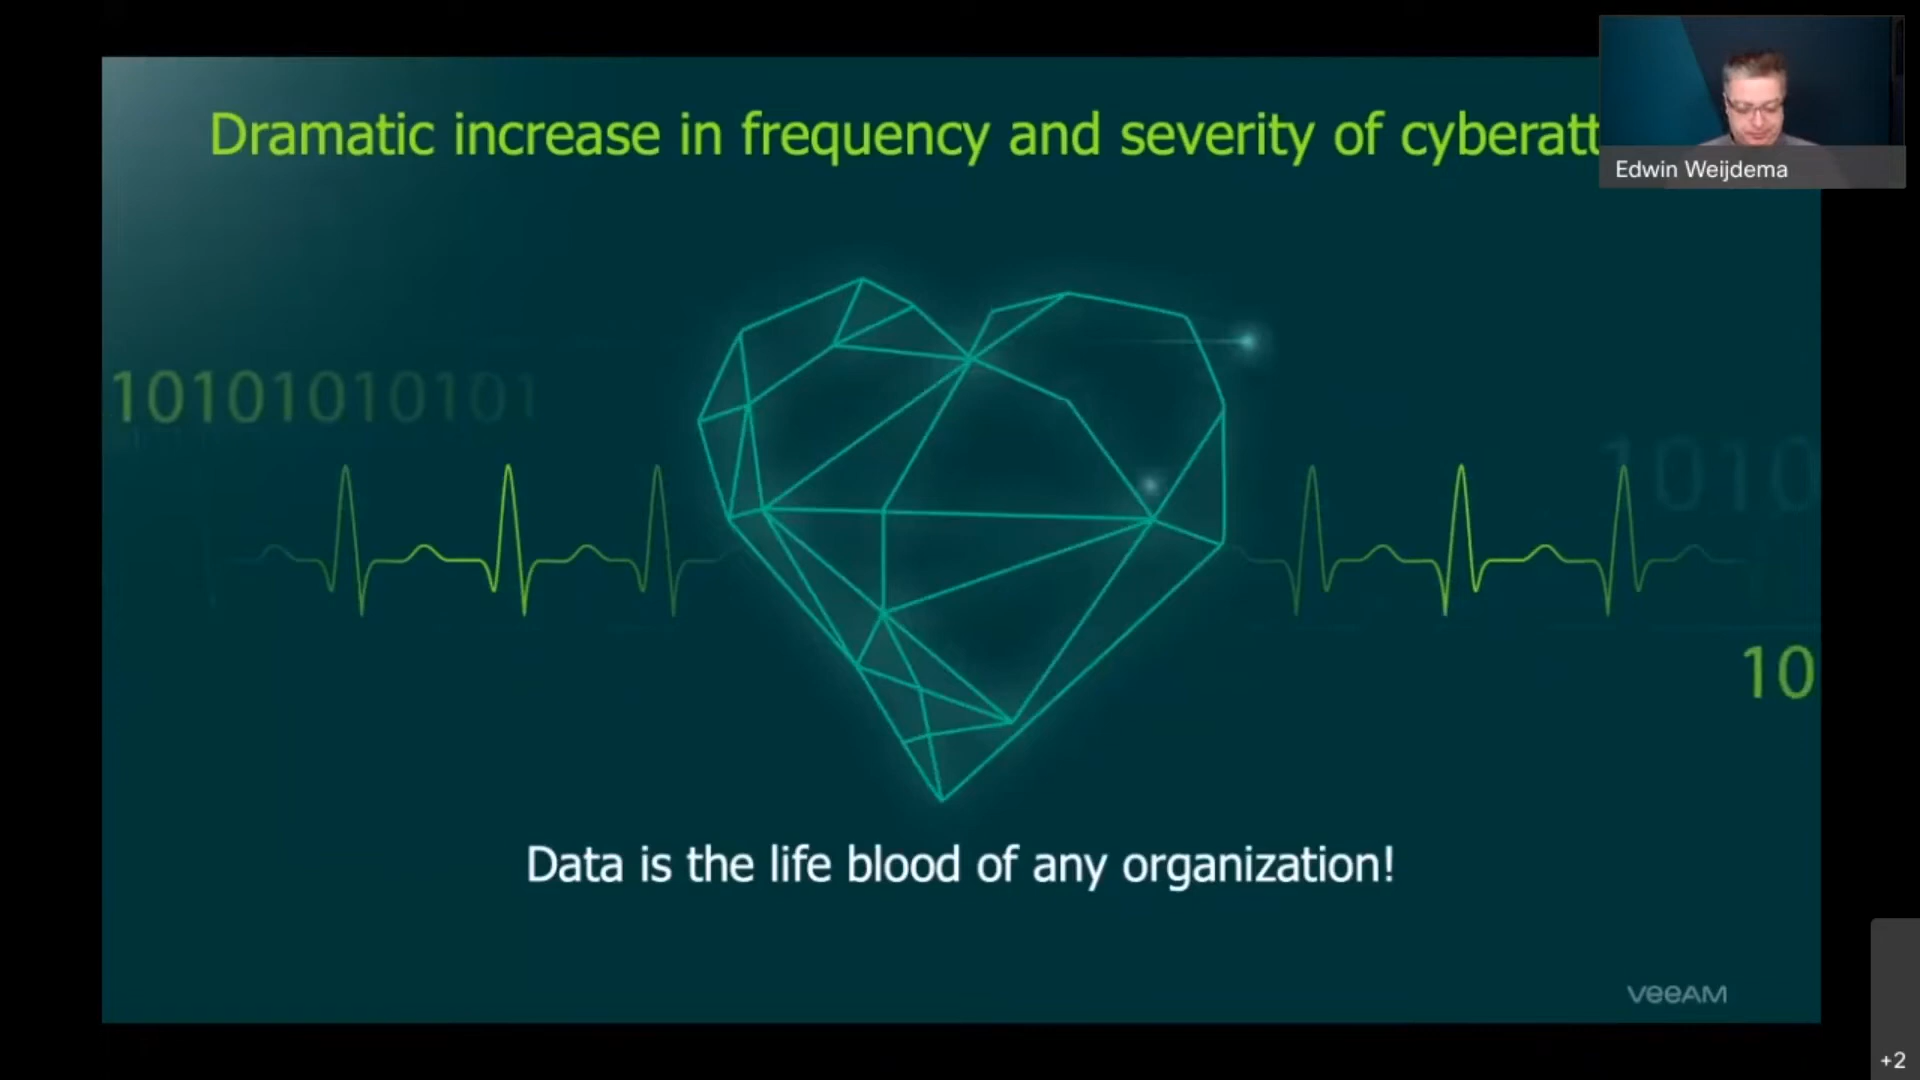 Dramatic increase in frequency and severity of cyberatt
Edwin Weijdema
10101010101
1010
10
Data is the life blood of any organization!
veeAM
+2